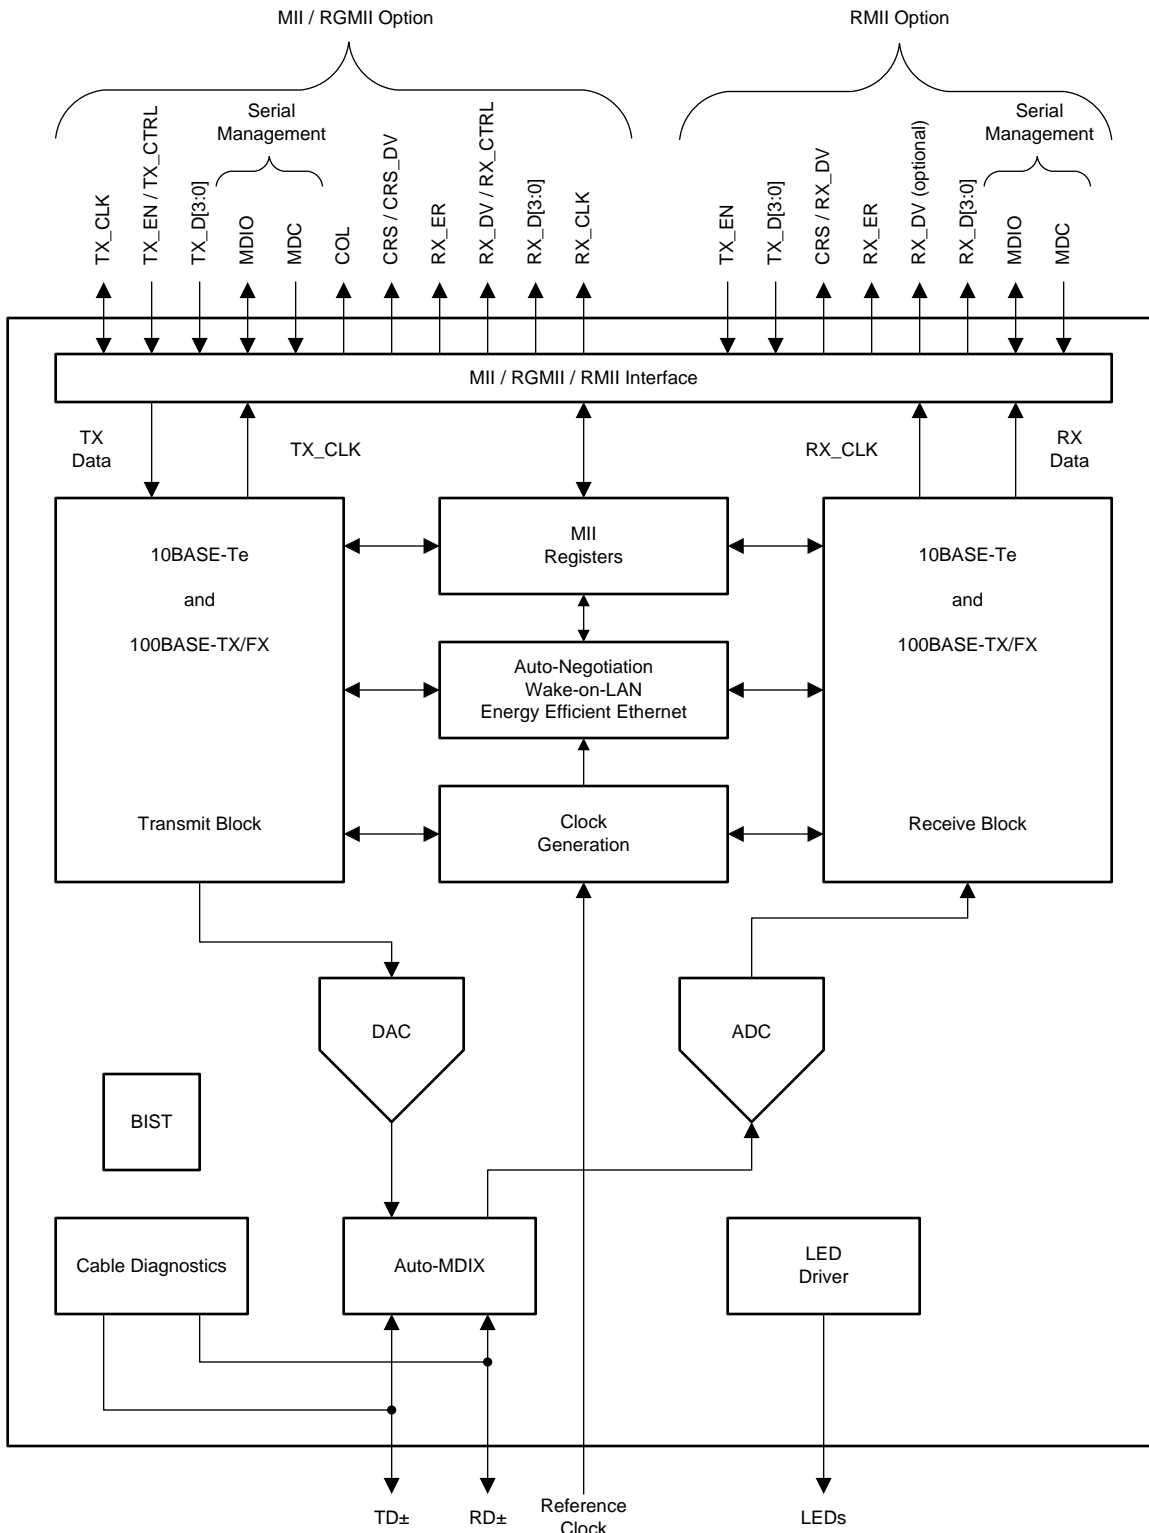 MII / RGMII Option
RMII Option
Serial
Management
Serial
Management
TX_CLK
TX_EN / TX_CTRL
TX_D[3:0]
MDIO
MDC
COL
CRS / CRS_DV
RX_ER
RX_DV / RX_CTRL
RX_D[3:0]
RX_CLK
TX_EN
TX_D[3:0]
CRS / RX_DV
RX_ER
RX_DV (optional)
RX_D[3:0]
MDIO
MDC
MII / RGMII / RMII Interface
TX
Data
TX_CLK
RX_CLK
RX
Data
10BASE-Te
and
100BASE-TX/FX
Transmit Block
MII
Registers
Auto-Negotiation
Wake-on-LAN
Energy Efficient Ethernet
Clock
Generation
10BASE-Te
and
100BASE-TX/FX
Receive Block
DAC
ADC
BIST
Cable Diagnostics
Auto-MDIX
LED
Driver
TD±
RD±
Reference
Clock
LEDs